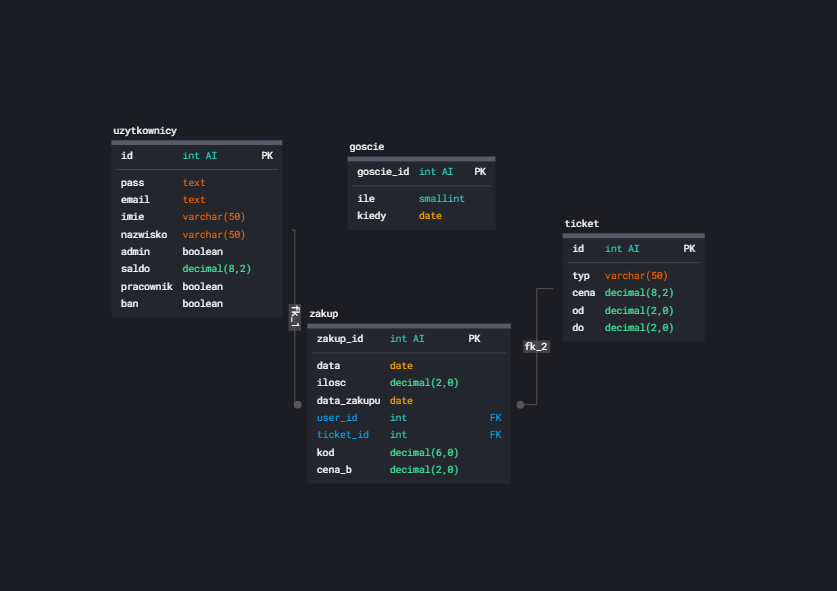 uzytkownicy
id int AI PK
pass text
email text
imie varchar(50)
nazwisko varchar(50)
admin boolean
saldo decimal(8,2)
pracownik boolean
ban boolean
goscie
goscie_id int AI PK
ile smallint
kiedy date
ticket
id int AI PK
typ varchar(50)
cena decimal(8,2)
od decimal(2,0)
do decimal(2,0)
fk_1
fk_2
zakup
zakup_id int AI PK
data date
ilosc decimal(2,0)
data_zakupu date
user_id int FK
ticket_id int FK
kod decimal(6,0)
cena_b decimal(2,0)